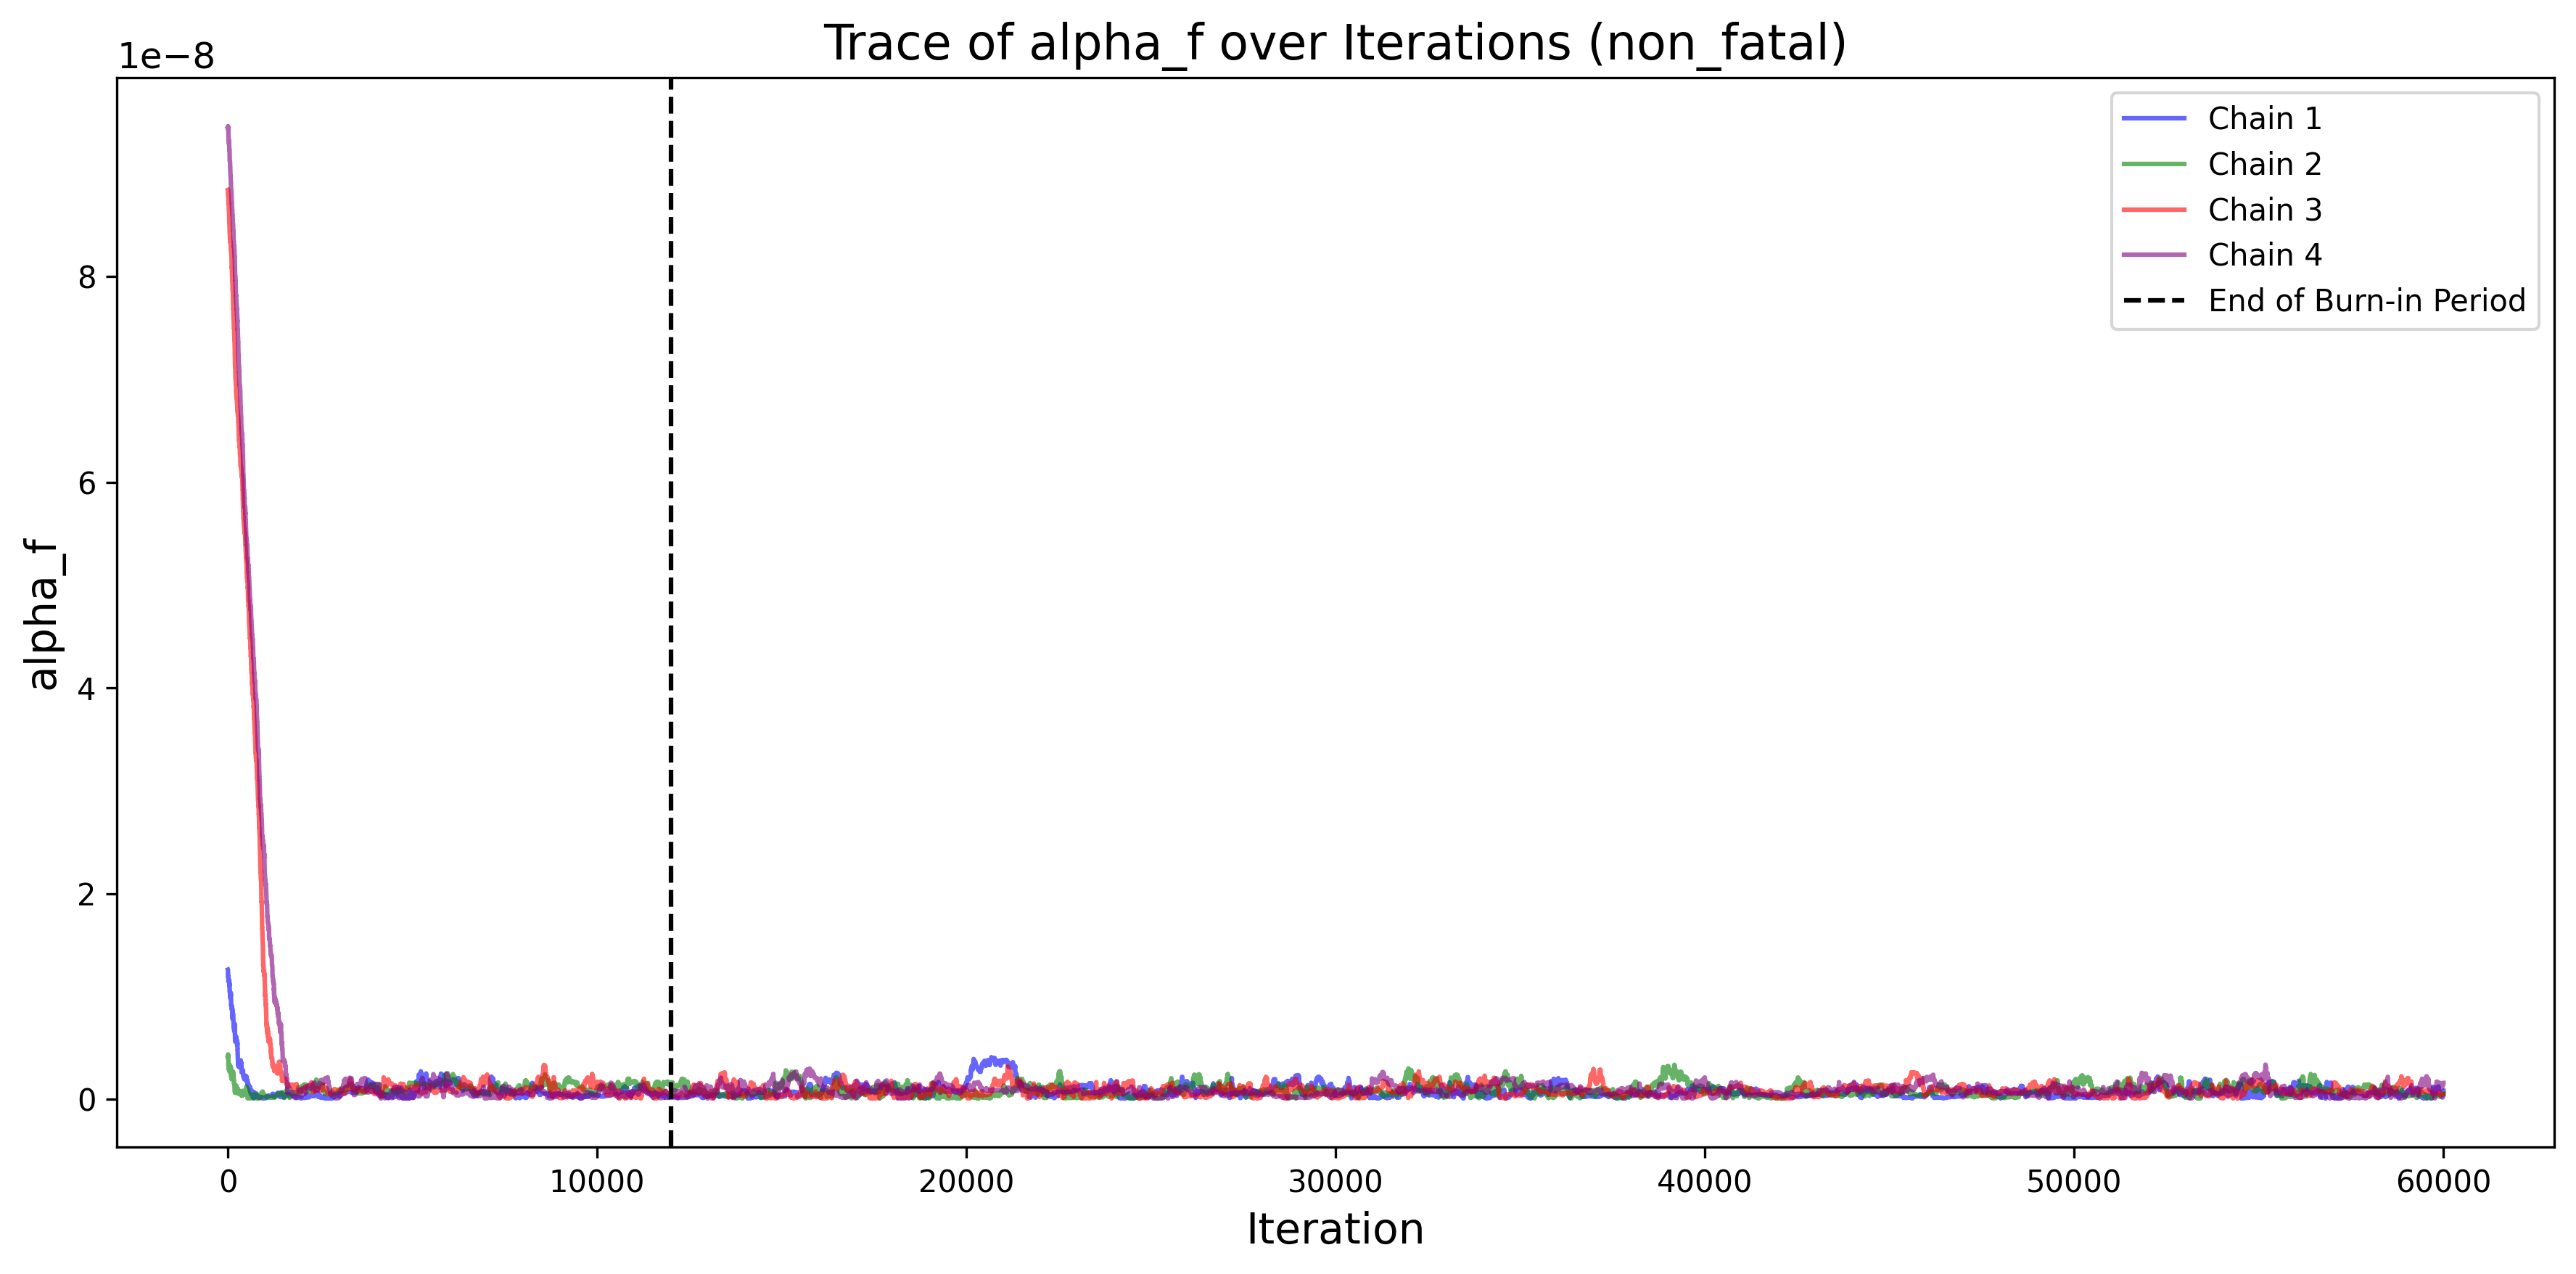 Trace of alpha_f over Iterations (non_fatal)
1e−8
Chain 1
Chain 2
Chain 3
Chain 4
End of Burn-in Period
8
6
4
2
0
alpha_f
0 10000 20000 30000 40000 50000 60000
Iteration